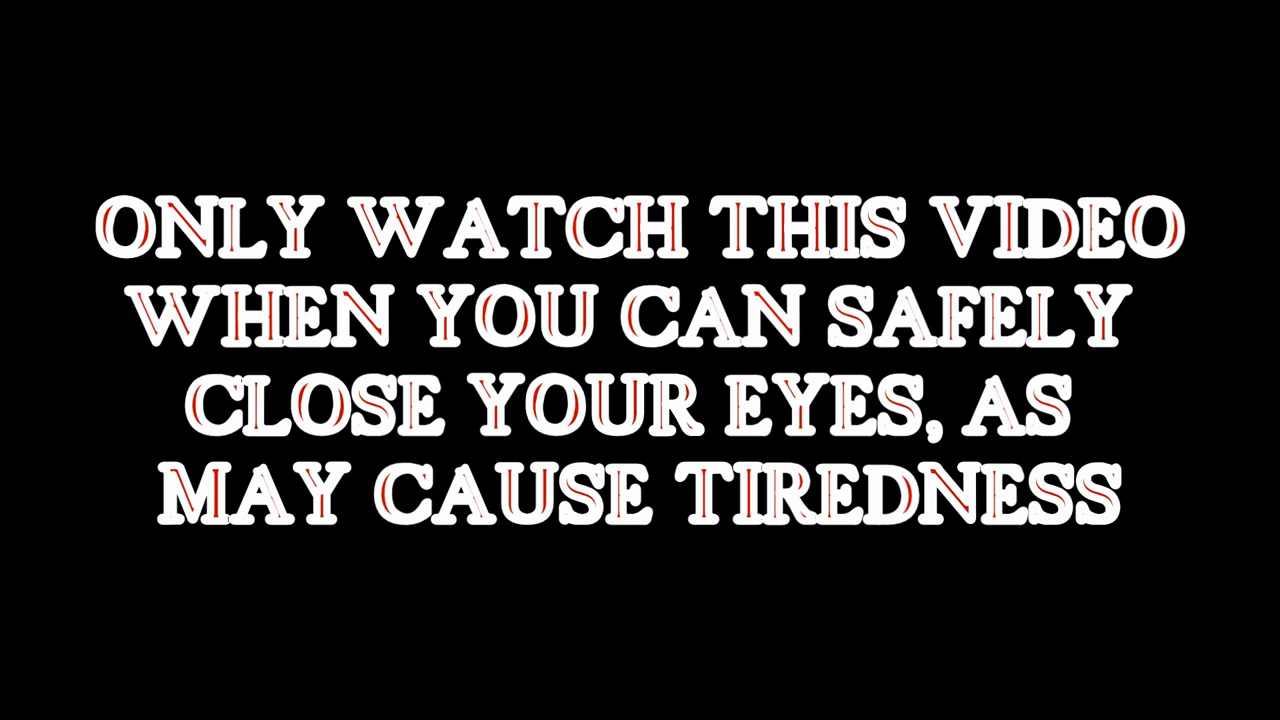 ONLY WATCH THIS VIDEO
WHEN YOU CAN SAFELY
CLOSE YOUR EYES, AS
MAY CAUSE TIREDNESS